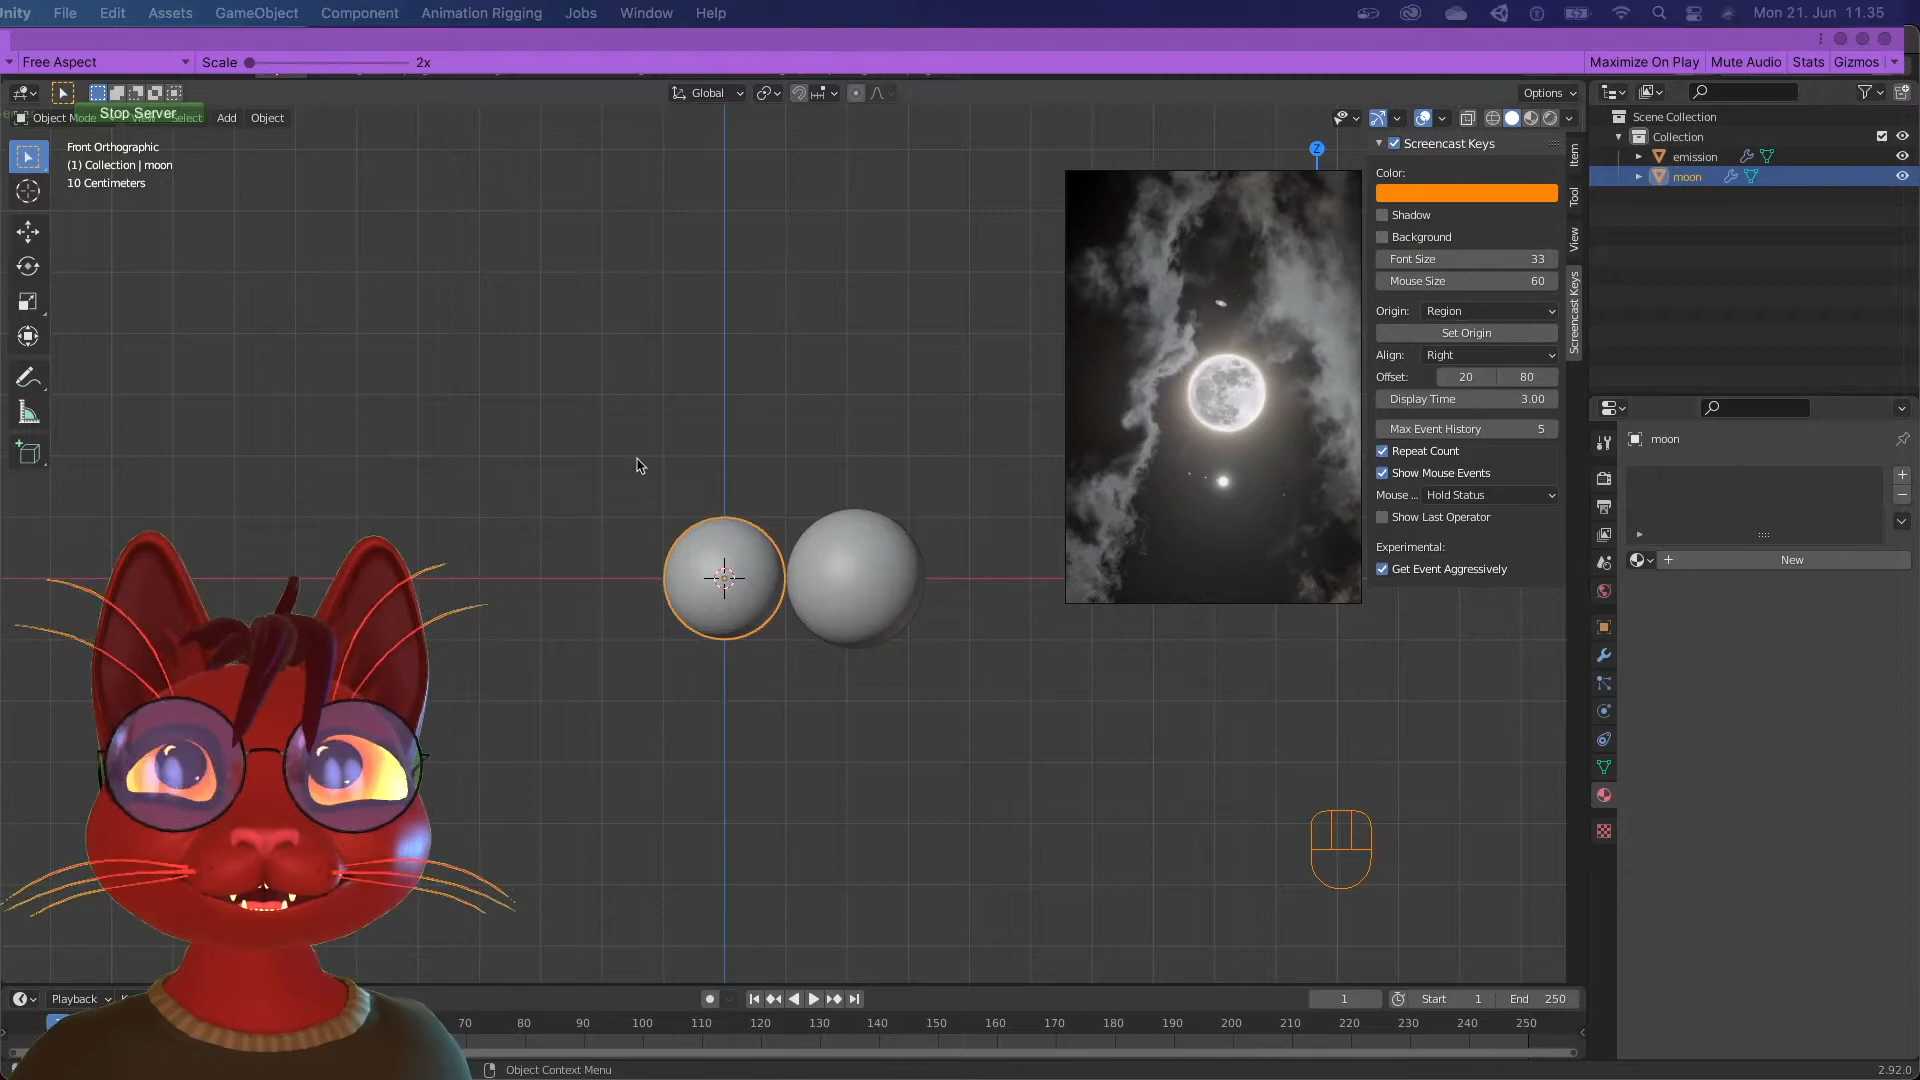 Unity File Edit Assets GameObject Component Animation Rigging Jobs Window Help Mon 21. Jun 11.35
Free Aspect Scale 2x Maximize On Play Mute Audio Stats Gizmos
Global Options
Stop Server
Object Mode View Select Add Object
Front Orthographic
(1) Collection | moon
10 Centimeters
Z
Screencast Keys
Color:
Shadow
Background
Font Size 33
Mouse Size 60
Origin: Region
Set Origin
Align: Right
Offset: 20 80
Display Time 3.00
Max Event History 5
Repeat Count
Show Mouse Events
Mouse ... Hold Status
Show Last Operator
Experimental:
Get Event Aggressively
Item
Tool
View
Screencast Keys
Scene Collection
Collection
emission
moon
moon
New
Playback 1 Start 1 End 250
70 80 90 100 110 120 130 140 150 160 170 180 190 200 210 220 230 240 250
Object Context Menu 2.92.0